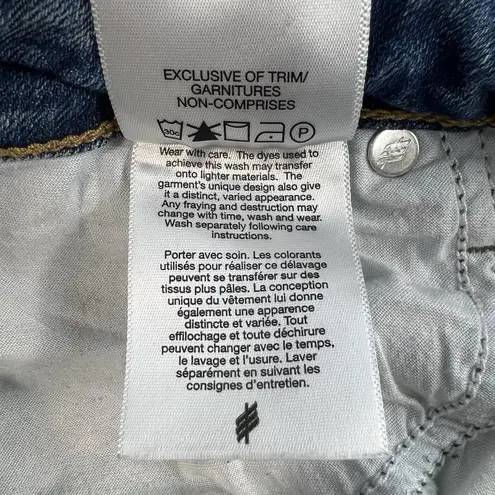 EXCLUSIVE OF TRIM/
GARNITURES
NON-COMPRISES
30c P
Wear with care. The dyes used to
achieve this wash may transfer
onto lighter materials. The
garment's unique design also give
it a distinct, varied appearance.
Any fraying and destruction may
change with time, wash and wear.
Wash separately following care
instructions.
Porter avec soin. Les colorants
utilisés pour réaliser ce délavage
peuvent se transférer sur des
tissus plus pâles. La conception
unique du vêtement lui donne
également une apparence
distincte et variée. Tout
effilochage et toute déchirure
peuvent changer avec le temps,
le lavage et l'usure. Laver
séparément en suivant les
consignes d'entretien.